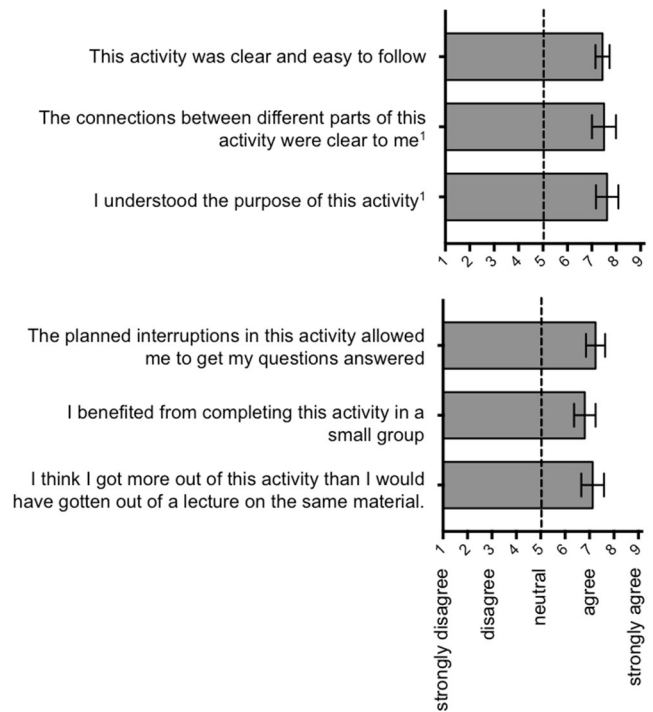 This activity was clear and easy to follow
The connections between different parts of this
activity were clear to me¹
I understood the purpose of this activity¹
1 2 3 4 5 6 7 8 9
The planned interruptions in this activity allowed
me to get my questions answered
I benefited from completing this activity in a
small group
I think I got more out of this activity than I would
have gotten out of a lecture on the same material.
1 2 3 4 5 6 7 8 9
strongly disagree
disagree
neutral
agree
strongly agree